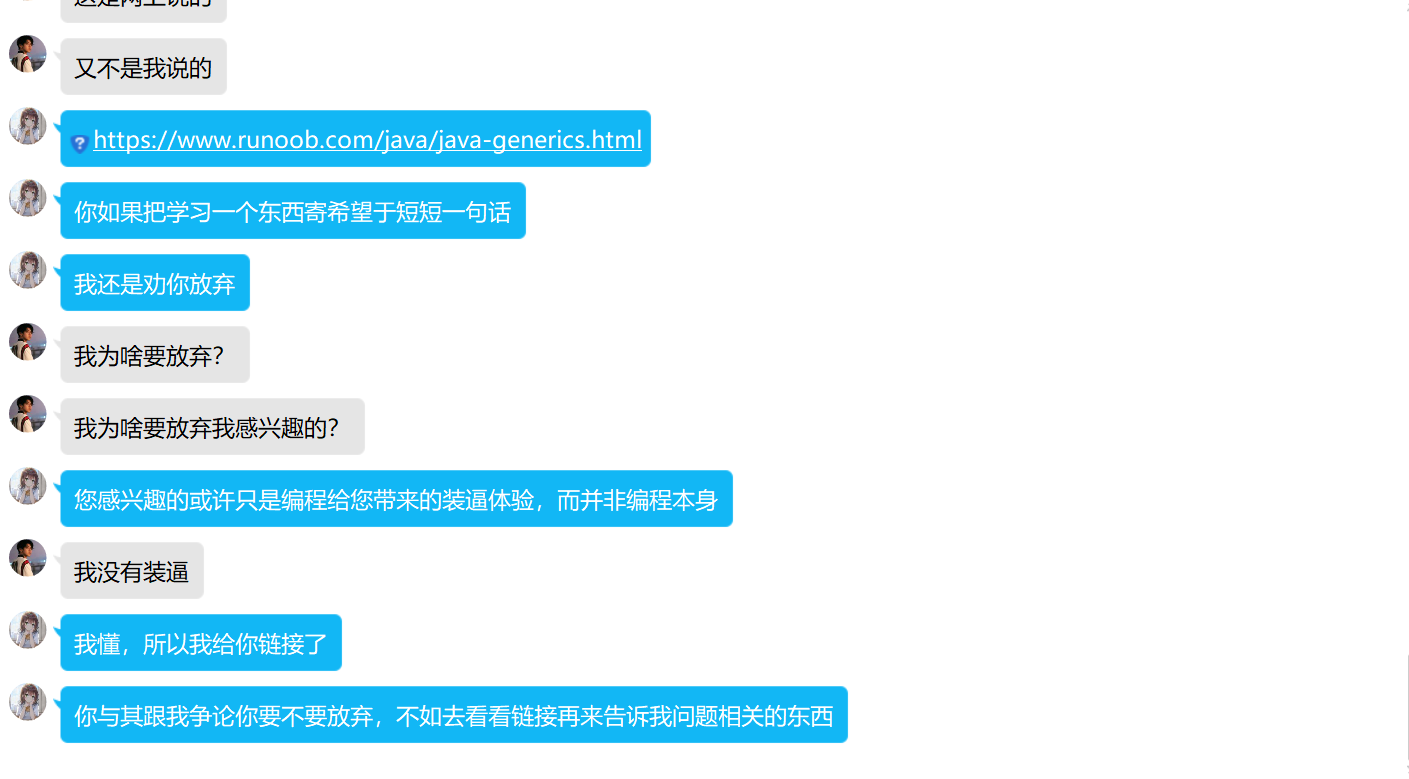 这是网上说的
又不是我说的
https://www.runoob.com/java/java-generics.html
你如果把学习一个东西寄希望于短短一句话
我还是劝你放弃
我为啥要放弃？
我为啥要放弃我感兴趣的？
您感兴趣的或许只是编程给您带来的装逼体验，而并非编程本身
我没有装逼
我懂，所以我给你链接了
你与其跟我争论你要不要放弃，不如去看看链接再来告诉我问题相关的东西